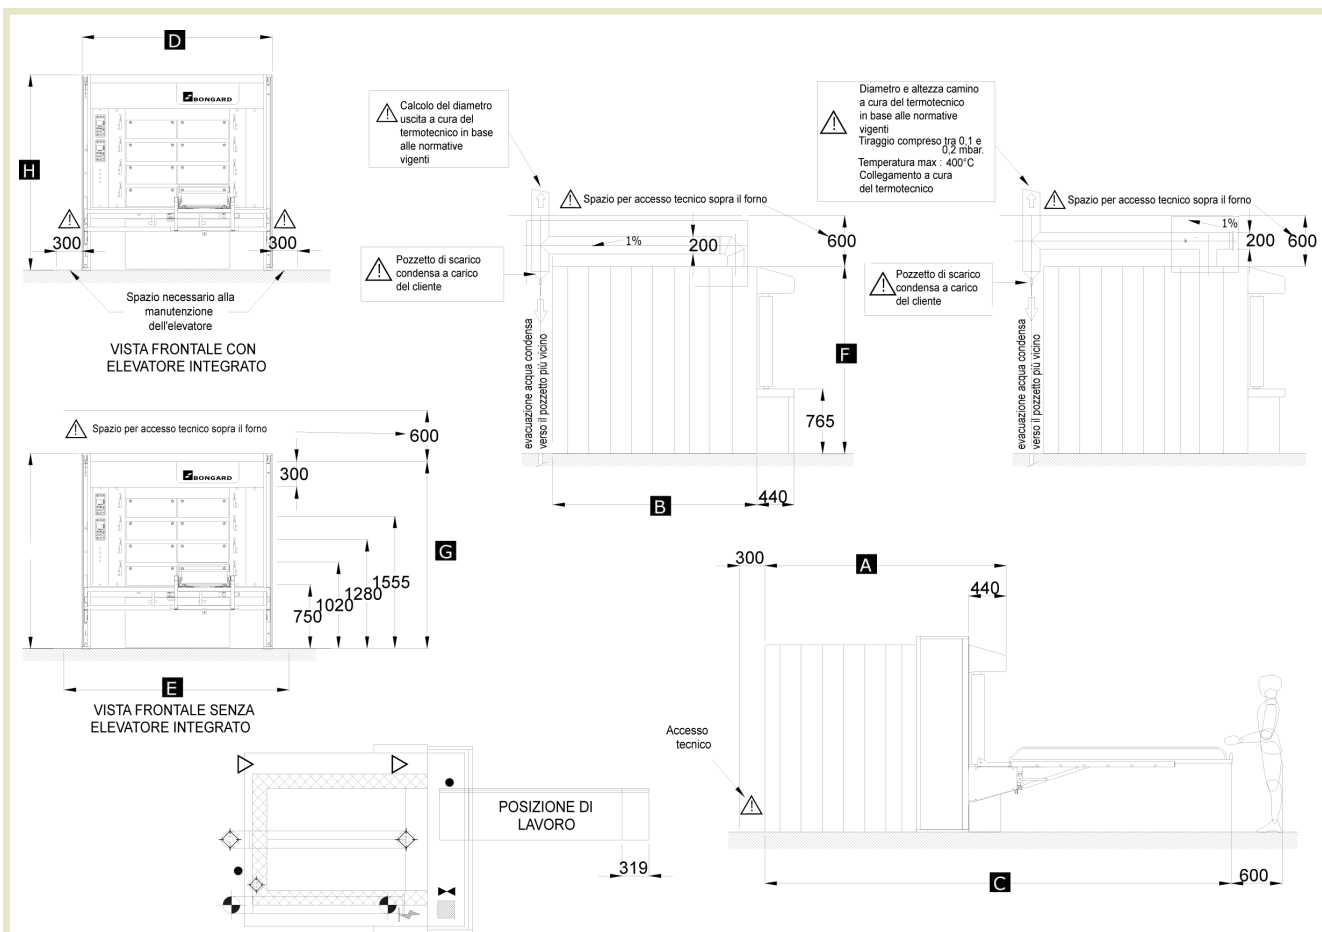 D
BONGARD
H
300
300
Spazio necessario alla
manutenzione
dell'elevatore
VISTA FRONTALE CON
ELEVATORE INTEGRATO
Calcolo del diametro
uscita a cura del
termotecnico in base
alle normative
vigenti
Spazio per accesso tecnico sopra il forno
1%
200
600
Pozzetto di scarico
condensa a carico
del cliente
evacuazione acqua condensa
verso il pozzetto più vicino
F
765
B
440
Diametro e altezza camino
a cura del termotecnico
in base alle normative
vigenti
Tiraggio compreso tra 0,1 e
0,2 mbar.
Temperatura max : 400°C
Collegamento a cura
del termotecnico
Spazio per accesso tecnico sopra il forno
1%
200
600
Pozzetto di scarico
condensa a carico
del cliente
evacuazione acqua condensa
verso il pozzetto più vicino
Spazio per accesso tecnico sopra il forno
600
BONGARD
300
G
1555
1280
1020
750
E
VISTA FRONTALE SENZA
ELEVATORE INTEGRATO
300
A
440
Accesso
tecnico
C
600
POSIZIONE DI
LAVORO
319